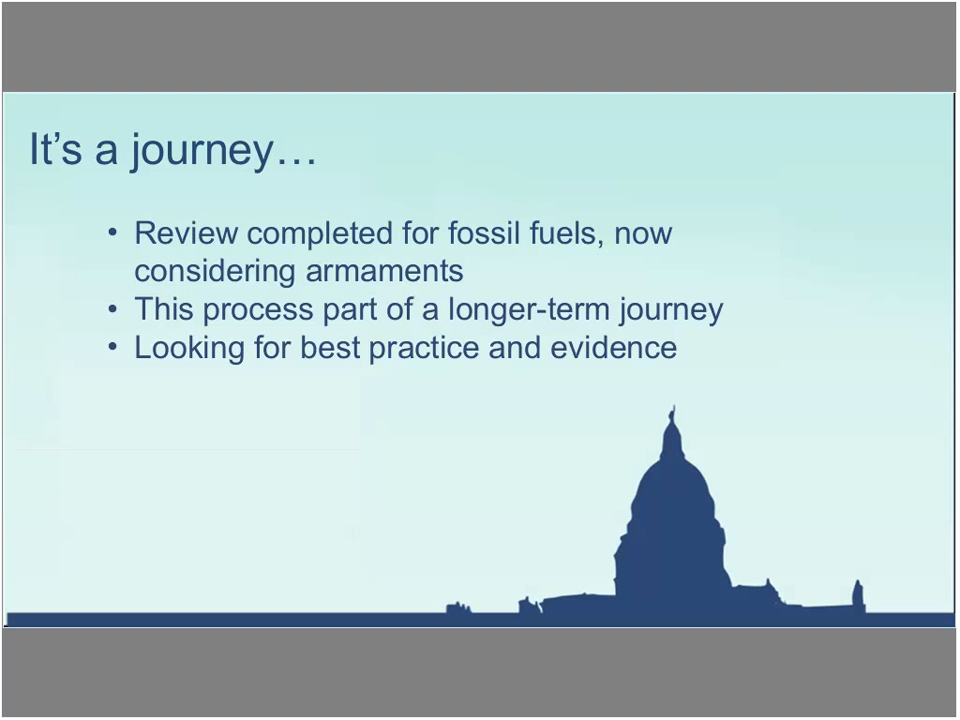 It’s a journey…
• Review completed for fossil fuels, now
considering armaments
• This process part of a longer-term journey
• Looking for best practice and evidence